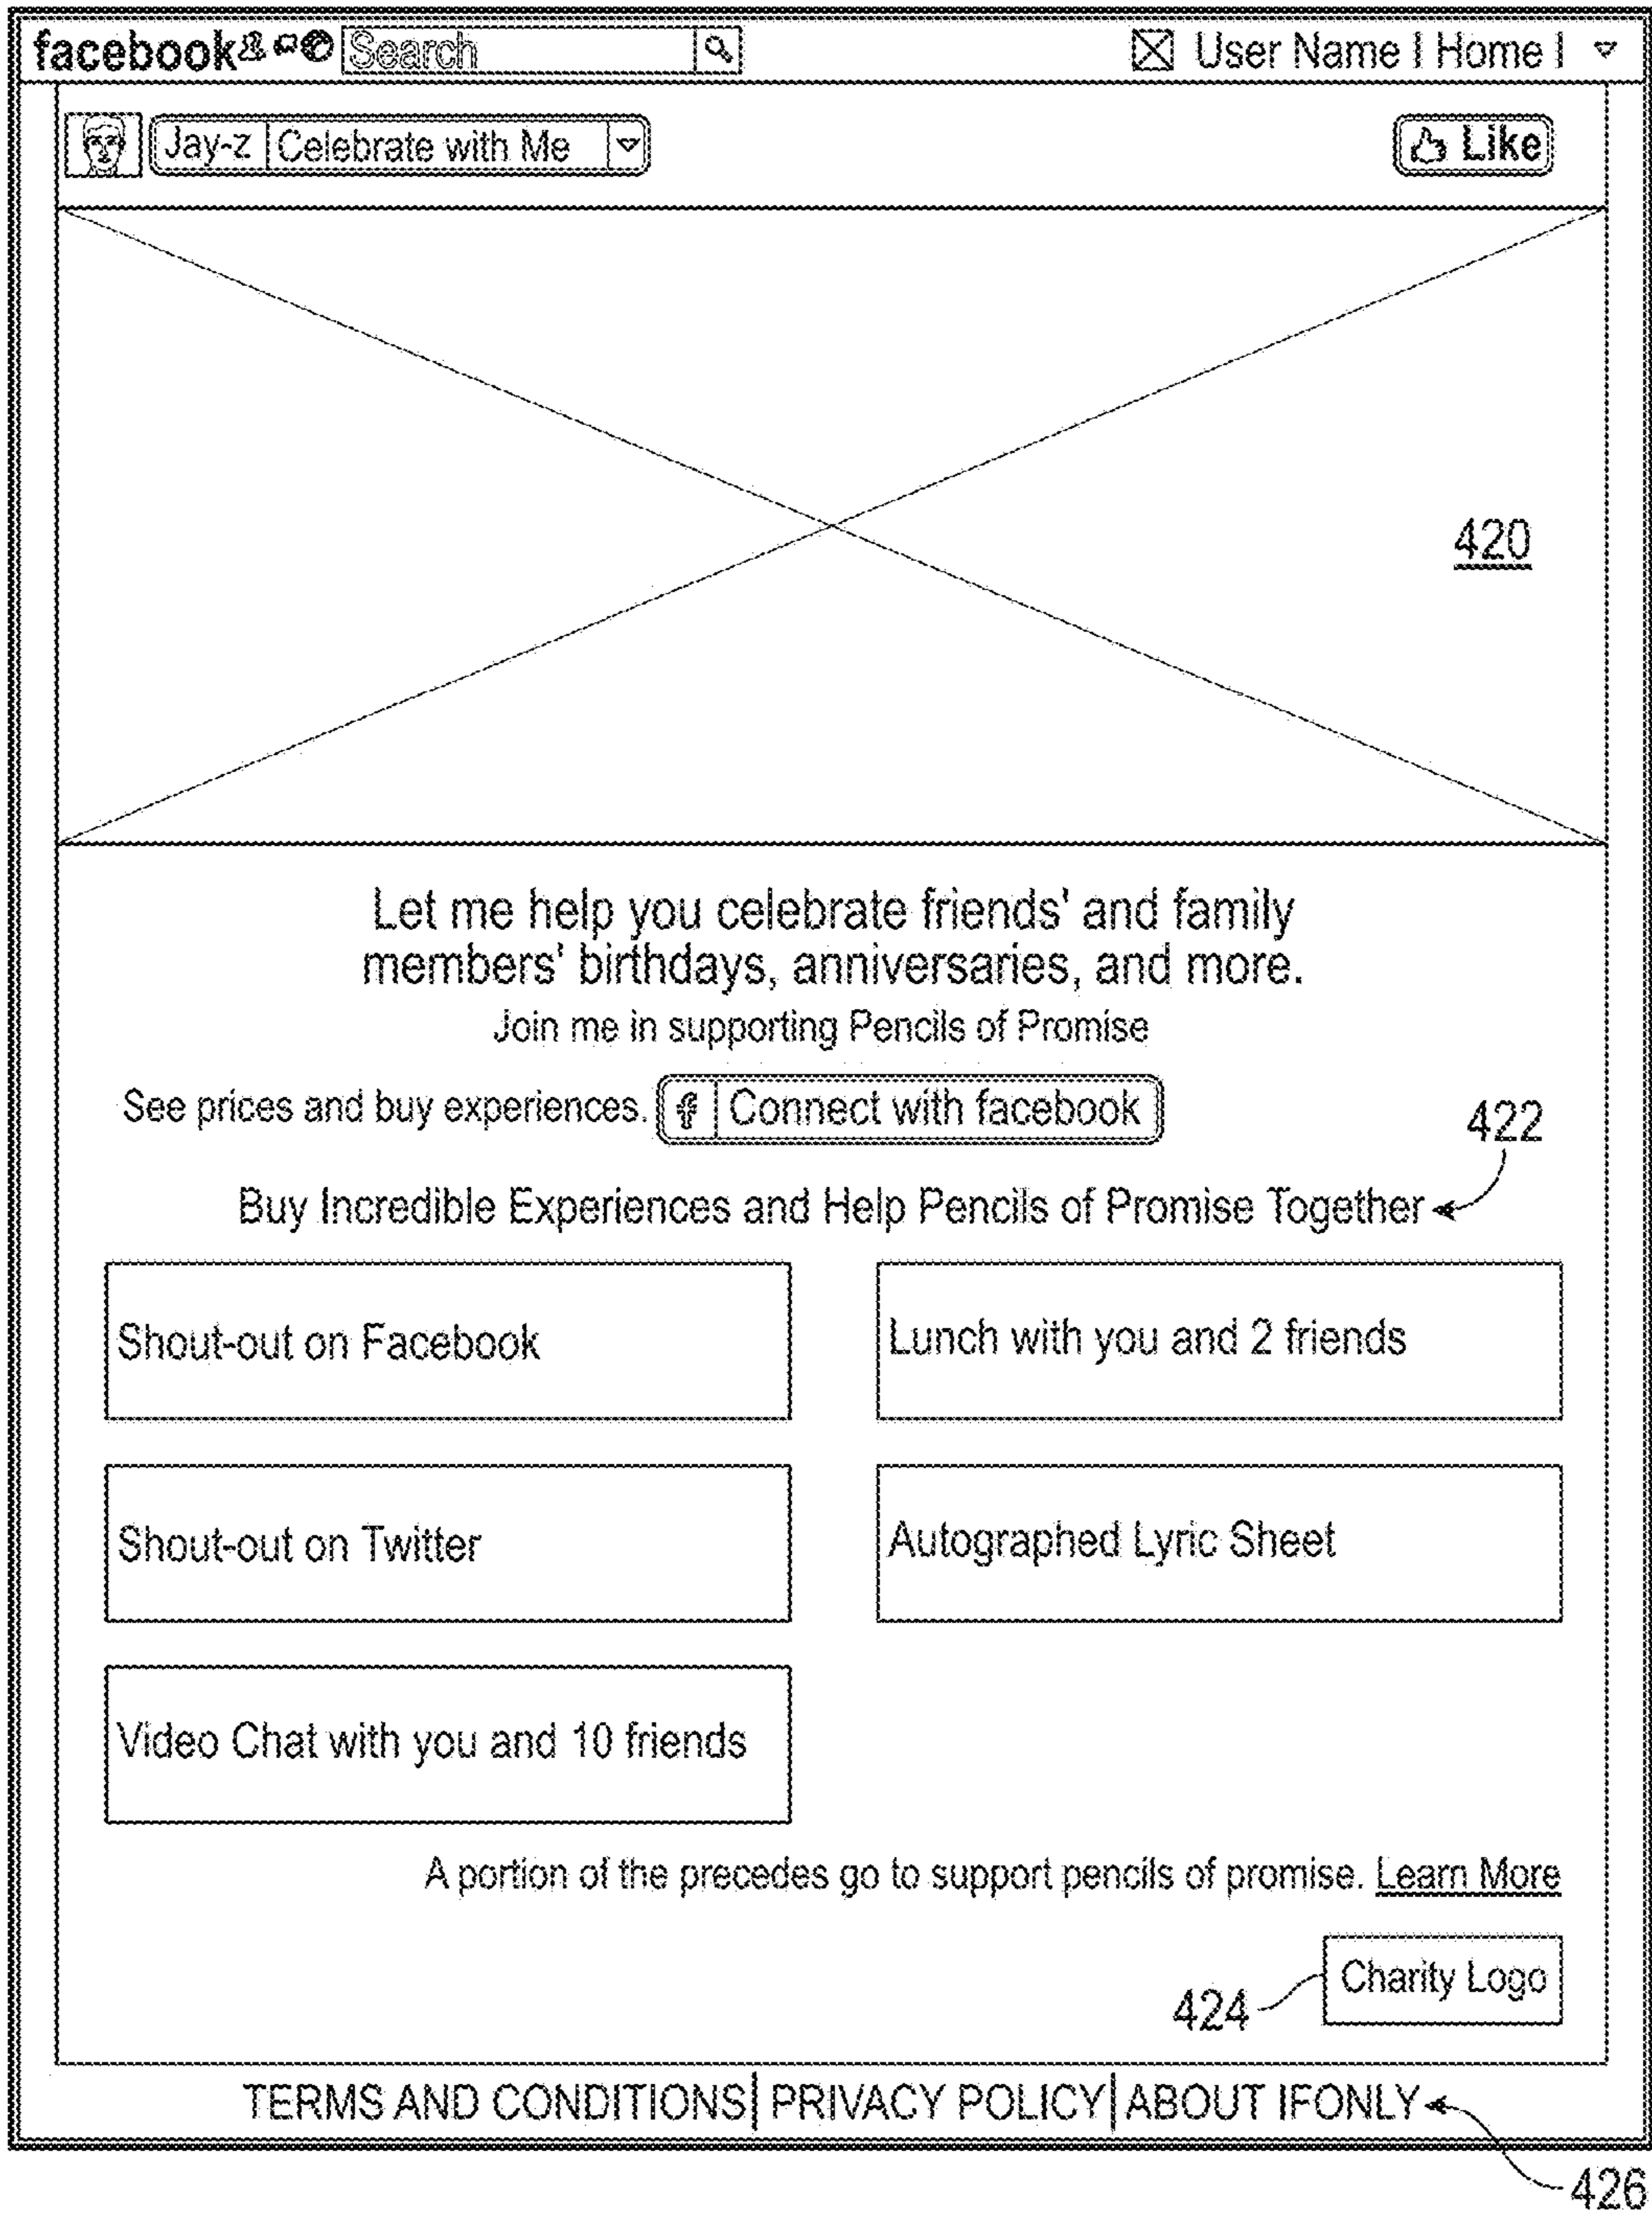 facebook Search User Name | Home |
Jay-z Celebrate with Me Like
420
Let me help you celebrate friends' and family
members' birthdays, anniversaries, and more.
Join me in supporting Pencils of Promise
See prices and buy experiences. f Connect with facebook
422
Buy Incredible Experiences and Help Pencils of Promise Together
Shout-out on Facebook
Lunch with you and 2 friends
Shout-out on Twitter
Autographed Lyric Sheet
Video Chat with you and 10 friends
A portion of the precedes go to support pencils of promise. Learn More
Charity Logo
424
TERMS AND CONDITIONS| PRIVACY POLICY| ABOUT IFONLY
426